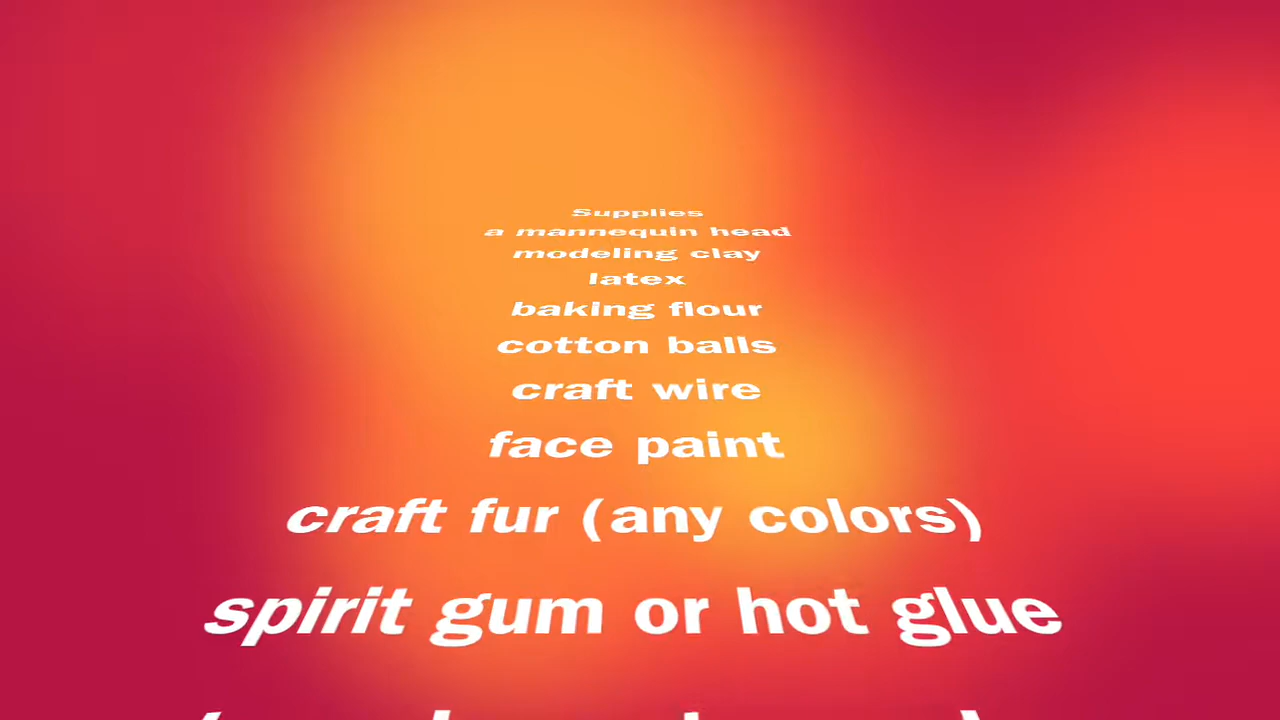 Supplies
a mannequin head
modeling clay
latex
baking flour
cotton balls
craft wire
face paint
craft fur (any colors)
spirit gum or hot glue